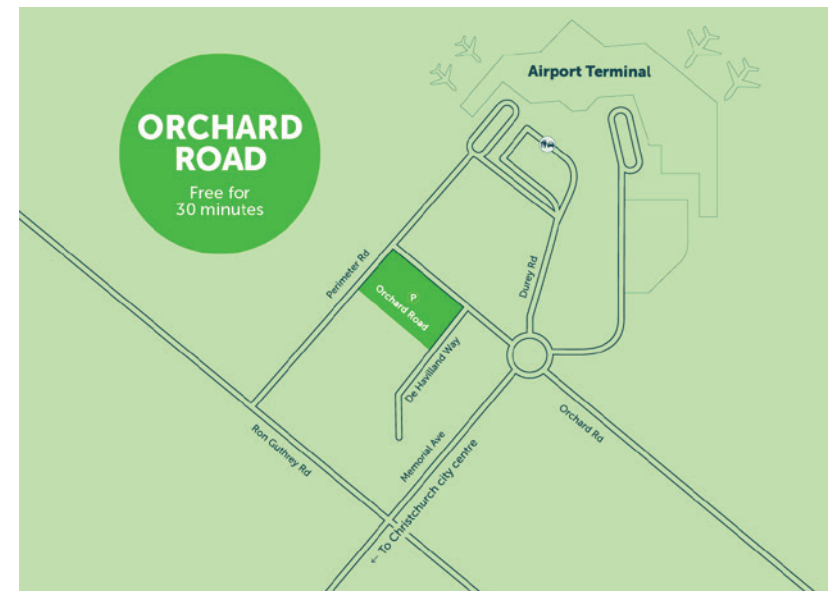 ORCHARD
ROAD
Free for
30 minutes
Airport Terminal
Perimeter Rd
Durey Rd
Orchard Road
De Havilland Way
Orchard Rd
Memorial Ave
Ron Guthrey Rd
← To Christchurch city centre